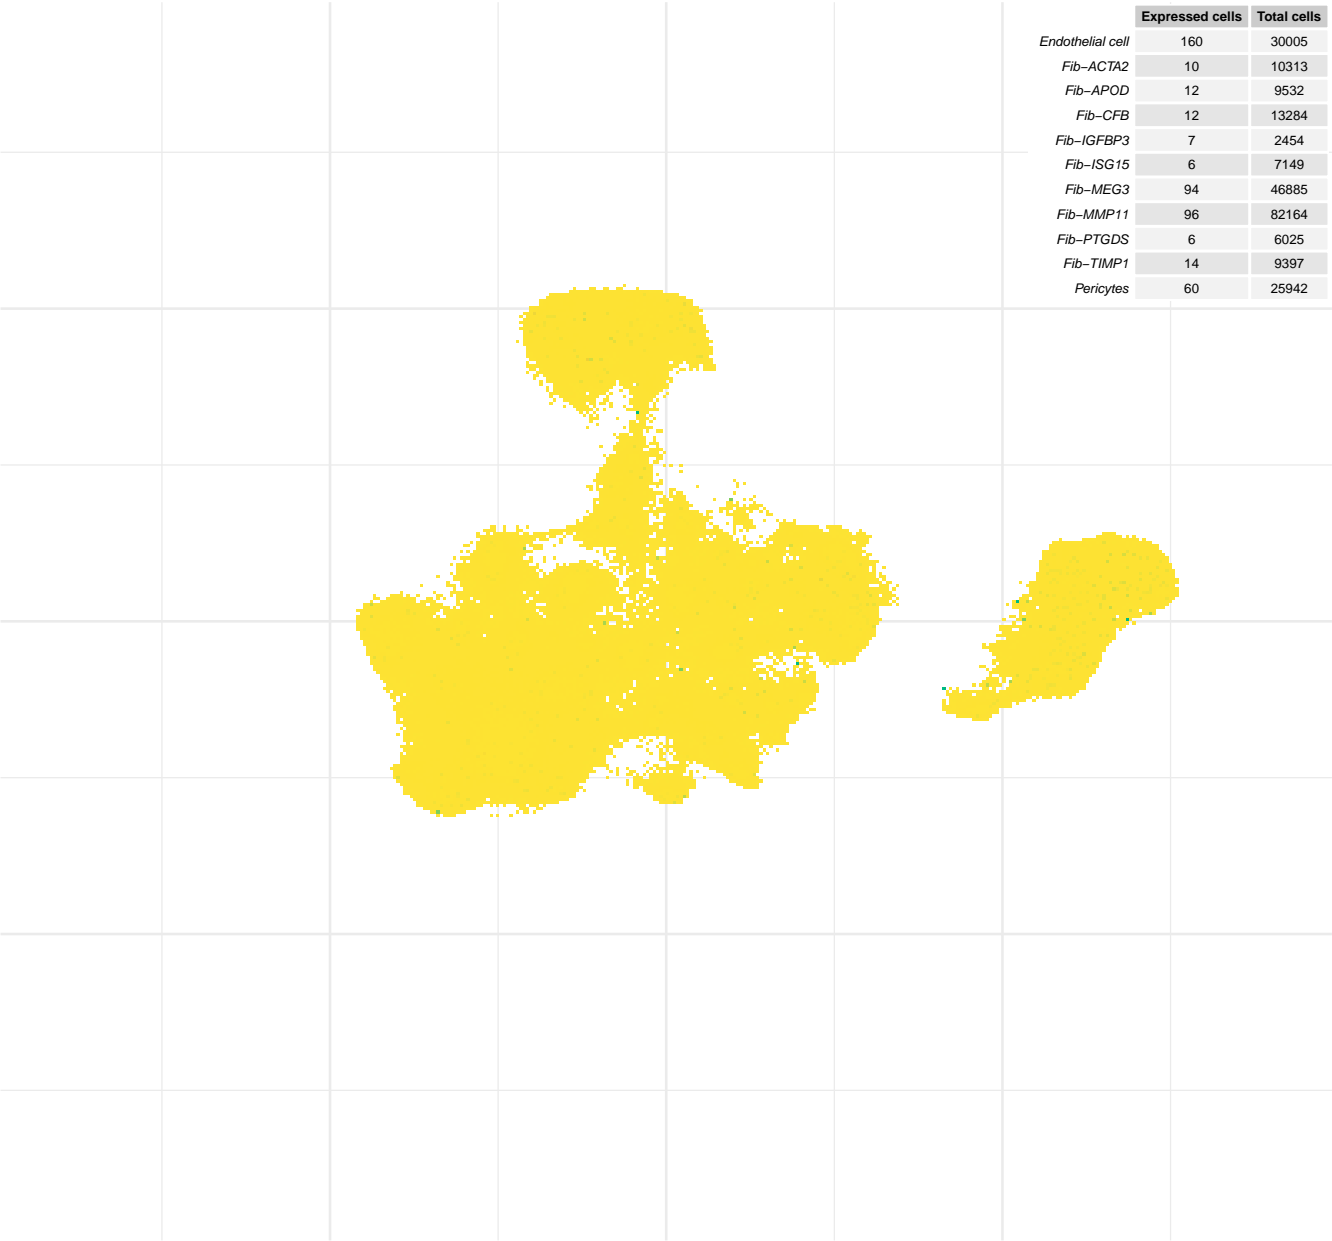 Expressed cells Total cells
Endothelial cell 160 30005
Fib−ACTA2 10 10313
Fib−APOD 12 9532
Fib−CFB 12 13284
Fib−IGFBP3 7 2454
Fib−ISG15 6 7149
Fib−MEG3 94 46885
Fib−MMP11 96 82164
Fib−PTGDS 6 6025
Fib−TIMP1 14 9397
Pericytes 60 25942